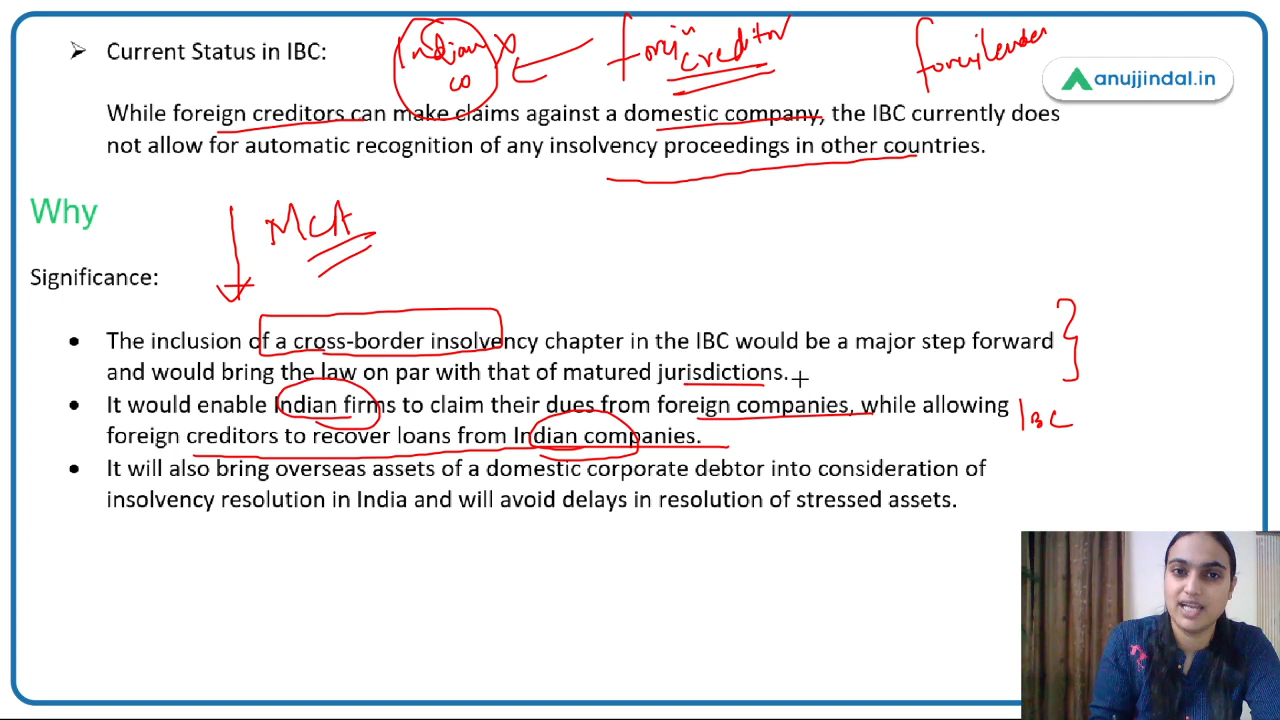 Current Status in IBC:
Indian co
foreign creditor
anujjindal.in
While foreign creditors can make claims against a domestic company, the IBC currently does
not allow for automatic recognition of any insolvency proceedings in other countries.
Why
MCA
Significance:
The inclusion of a cross-border insolvency chapter in the IBC would be a major step forward
and would bring the law on par with that of matured jurisdictions.
It would enable Indian firms to claim their dues from foreign companies, while allowing
IBC
foreign creditors to recover loans from Indian companies.
It will also bring overseas assets of a domestic corporate debtor into consideration of
insolvency resolution in India and will avoid delays in resolution of stressed assets.